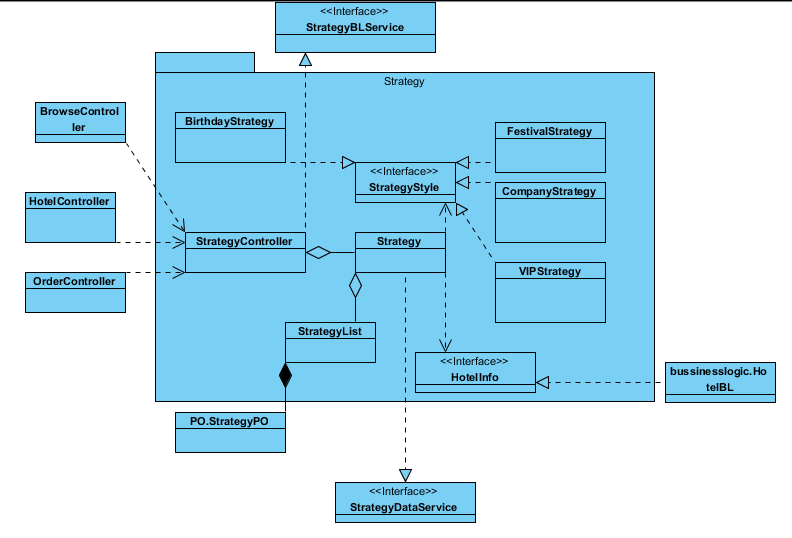 <<Interface>>
StrategyBLService
Strategy
BrowseControl
ler
BirthdayStrategy
FestivalStrategy
<<Interface>>
StrategyStyle
CompanyStrategy
HotelController
StrategyController
Strategy
OrderController
VIPStrategy
StrategyList
<<Interface>>
HotelInfo
bussinesslogic.Ho
telBL
PO.StrategyPO
<<Interface>>
StrategyDataService